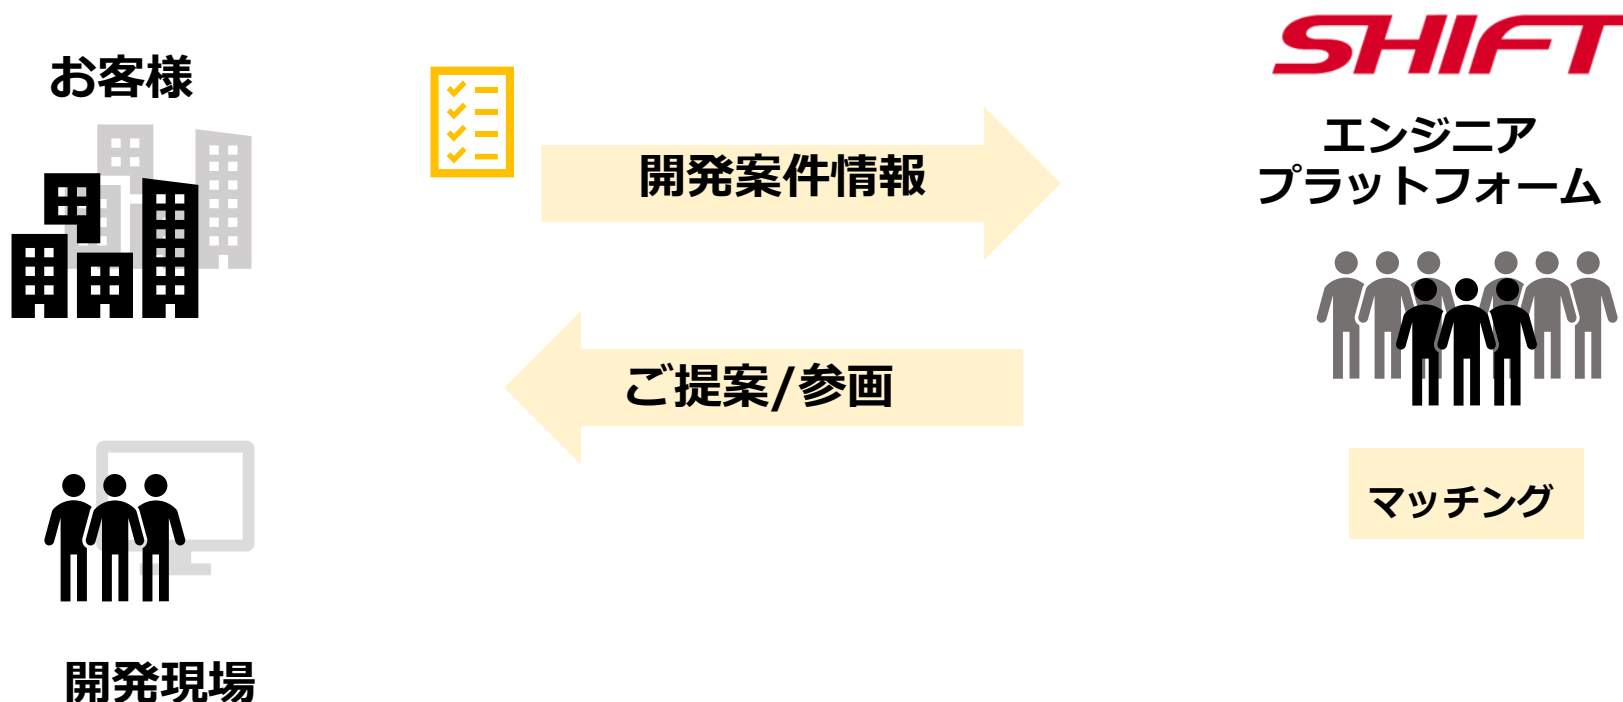 お客様
開発案件情報
SHIFT
エンジニア
プラットフォーム
ご提案/参画
マッチング
開発現場